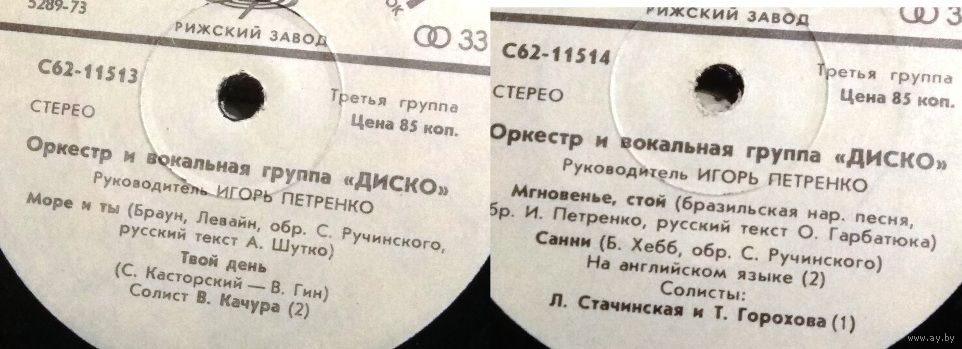 5289-73
РИЖСКИЙ ЗАВОД
33
С62-11513
СТЕРЕО
Третья группа
Цена 85 коп.
Оркестр и вокальная группа «ДИСКО»
Руководитель ИГОРЬ ПЕТРЕНКО
Море и ты (Браун, Левайн, обр. С. Ручинского,
русский текст А. Шутко)
Твой день
(С. Касторский — В. Гин)
Солист В. Качура (2)
РИЖСКИЙ ЗАВОД
33
С62-11514
СТЕРЕО
Третья группа
Цена 85 коп.
Оркестр и вокальная группа «ДИСКО»
Руководитель ИГОРЬ ПЕТРЕНКО
Мгновенье, стой (бразильская нар. песня,
бр. И. Петренко, русский текст О. Гарбатюка)
Санни (Б. Хебб, обр. С. Ручинского)
На английском языке (2)
Солисты:
Л. Стачинская и Т. Горохова (1)
www.ay.by